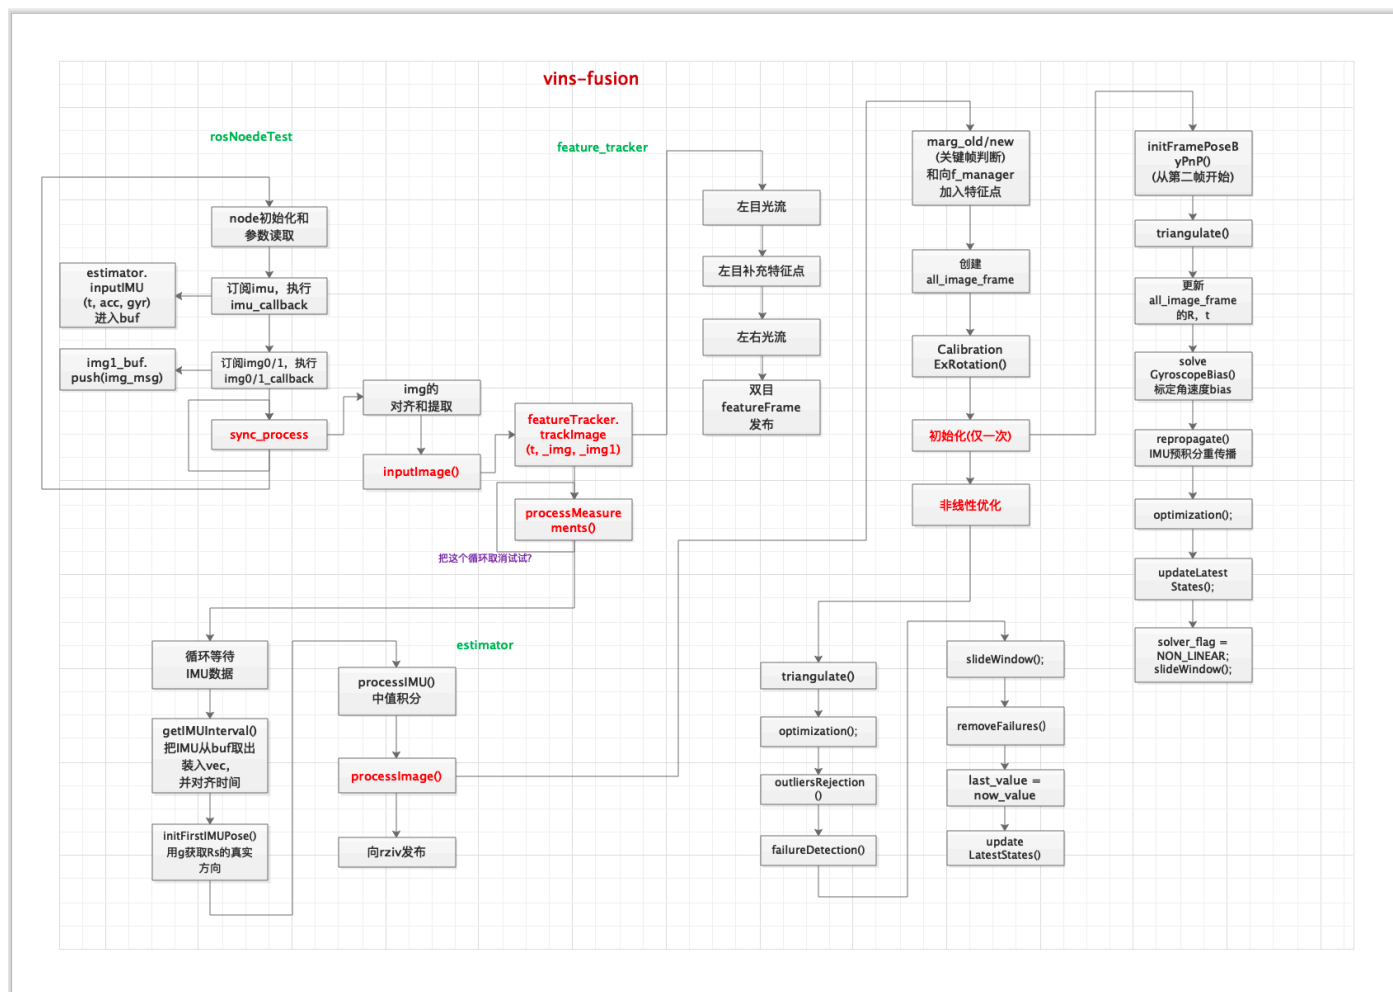 vins-fusion
rosNoedeTest
node初始化和
参数读取
estimator.
inputIMU
(t, acc, gyr)
进入buf
订阅imu，执行
imu_callback
img1_buf.
push(img_msg)
订阅img0/1，执行
img0/1_callback
sync_process
img的
对齐和提取
inputImage()
feature_tracker
featureTracker.
trackImage
(t, _img, _img1)
processMeasure
ments()
把这个循环取消试试?
左目光流
左目补充特征点
左右光流
双目
featureFrame
发布
estimator
循环等待
IMU数据
getIMUInterval()
把IMU从buf取出
装入vec,
并对齐时间
initFirstIMUPose()
用g获取Rs的真实
方向
processIMU()
中值积分
processImage()
向rziv发布
marg_old/new
(关键帧判断)
和向f_manager
加入特征点
创建
all_image_frame
Calibration
ExRotation()
初始化(仅一次)
非线性优化
triangulate()
optimization();
outliersRejection
()
failureDetection()
slideWindow();
removeFailures()
last_value =
now_value
update
LatestStates()
initFramePoseB
yPnP()
(从第二帧开始)
triangulate()
更新
all_image_frame
的R，t
solve
GyroscopeBias()
标定角速度bias
repropagate()
IMU预积分重传播
optimization();
updateLatest
States();
solver_flag =
NON_LINEAR;
slideWindow();